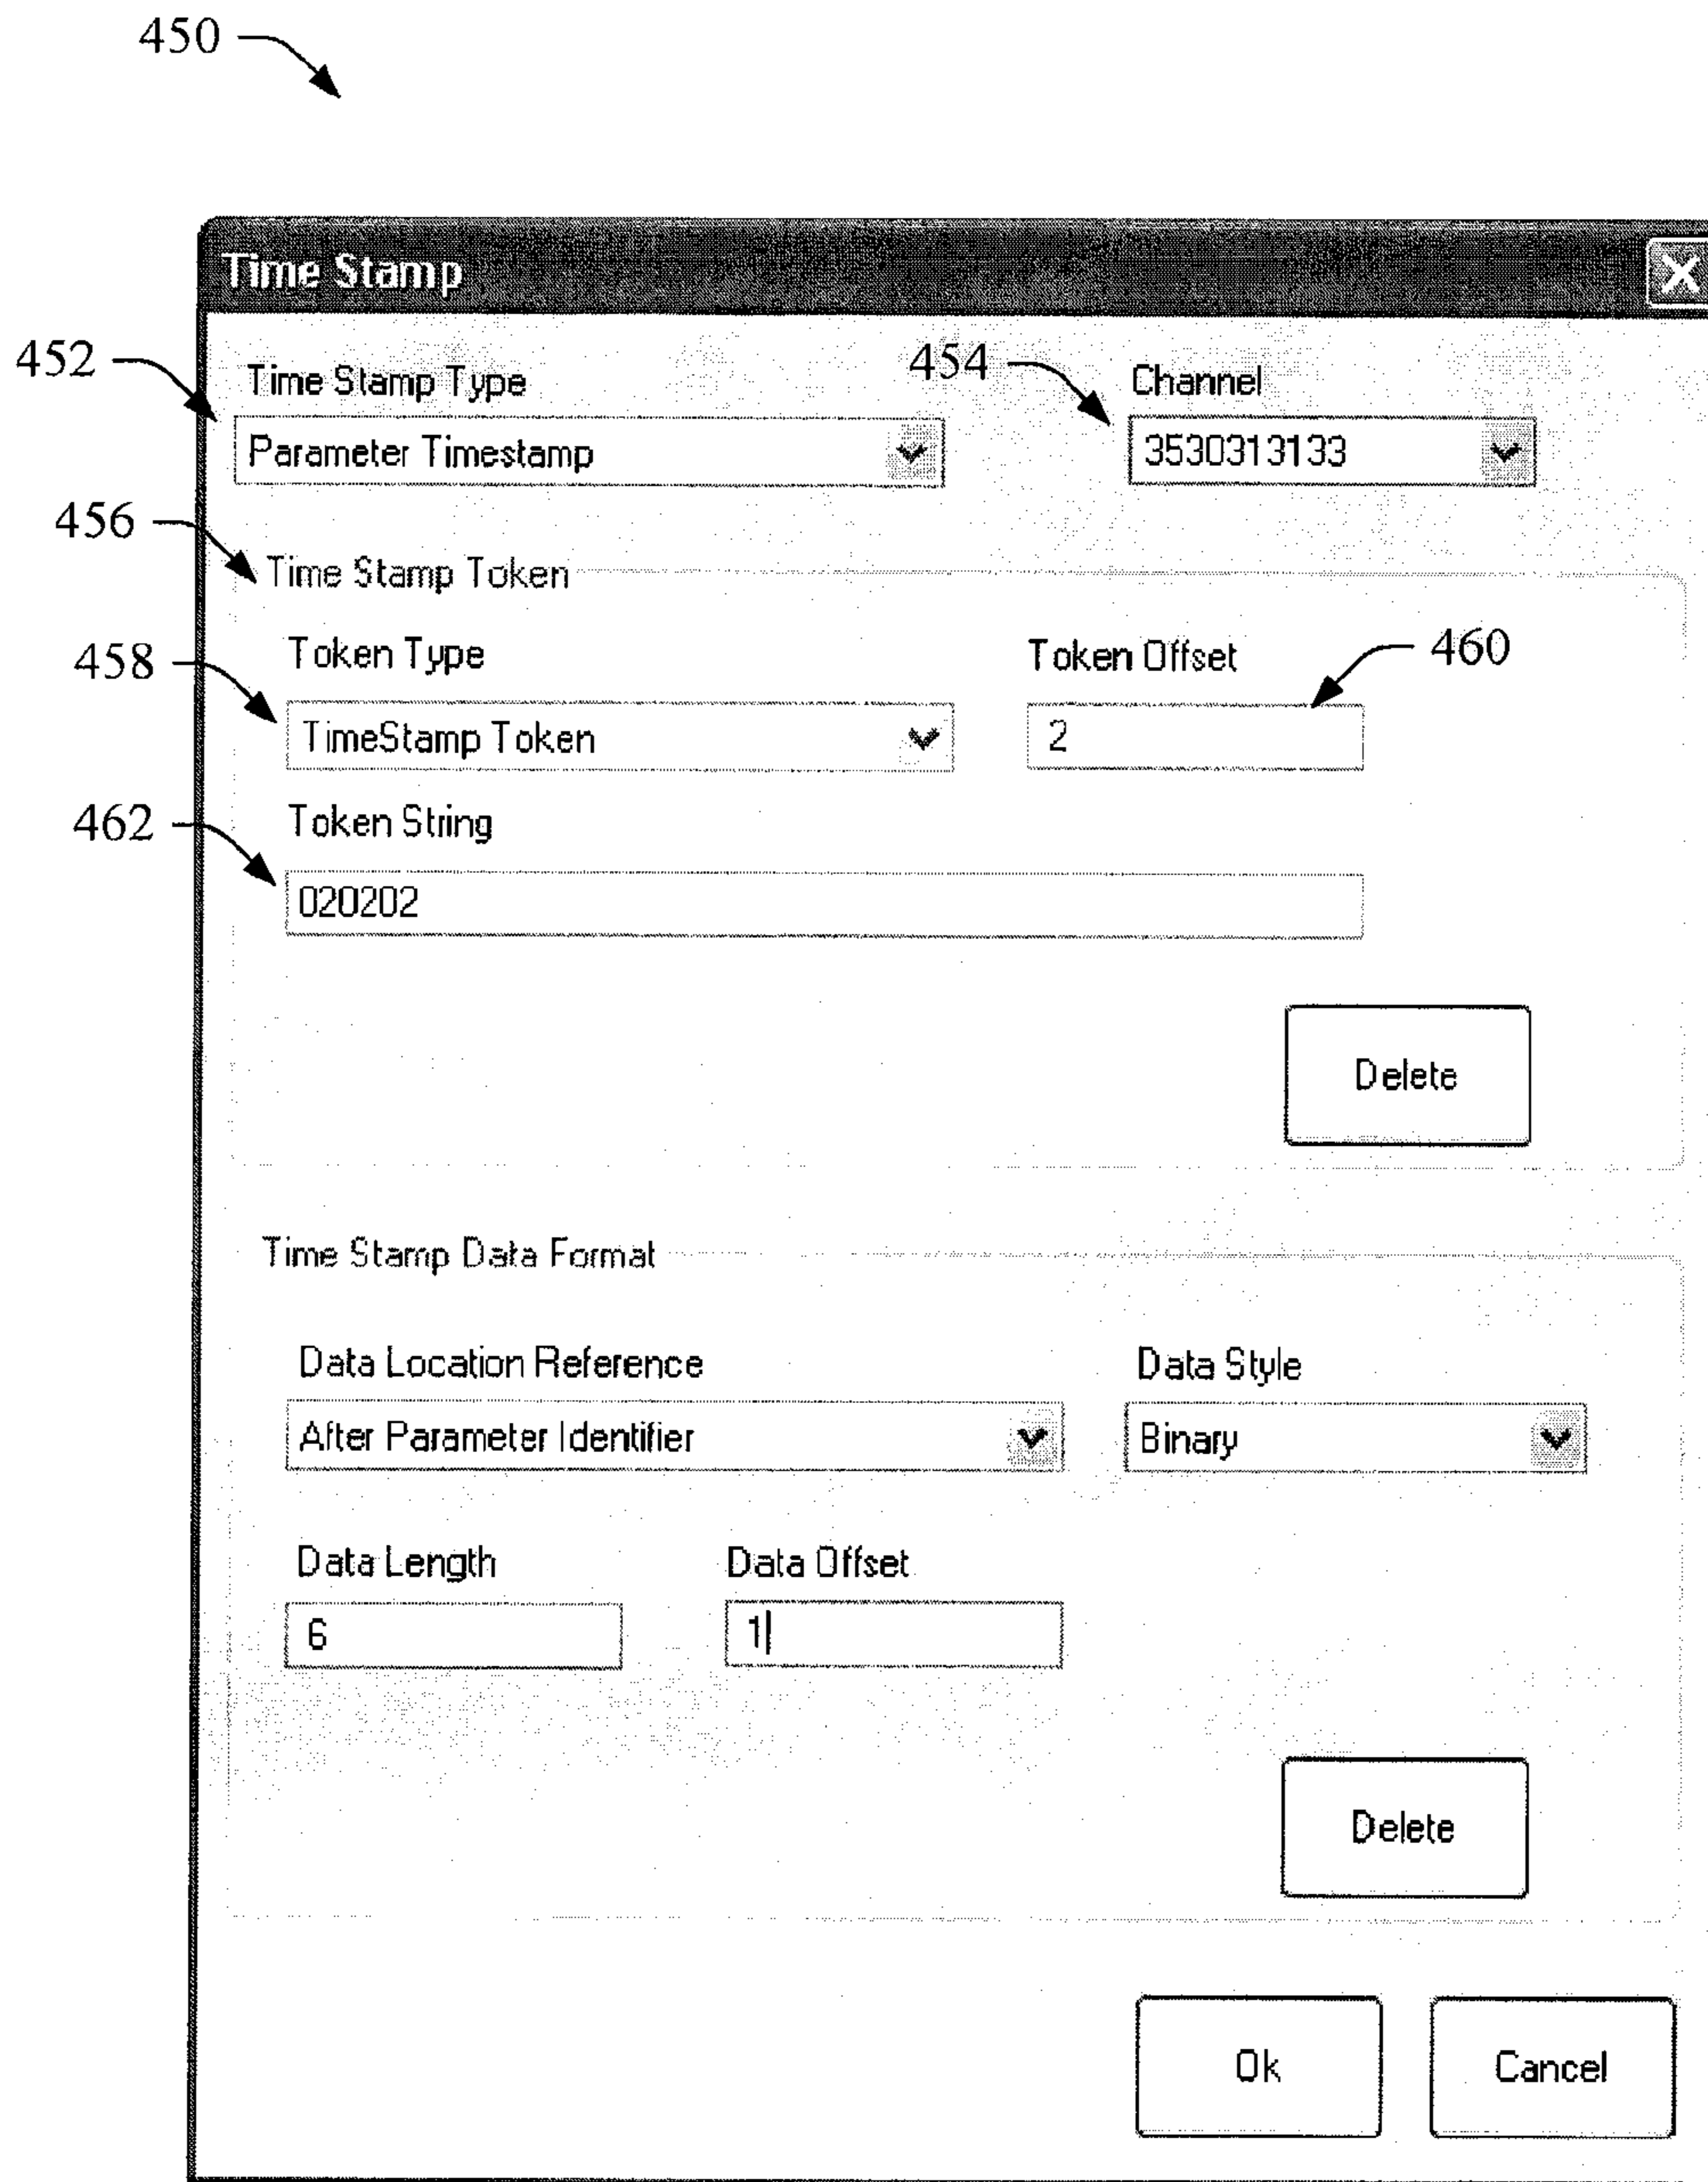 450
Time Stamp
452 Time Stamp Type 454 Channel
Parameter Timestamp 3530313133
456
Time Stamp Token
458 Token Type Token Offset 460
TimeStamp Token 2
462 Token String
020202
Delete
Time Stamp Data Format
Data Location Reference Data Style
After Parameter Identifier Binary
Data Length Data Offset
6 1
Delete
Ok Cancel